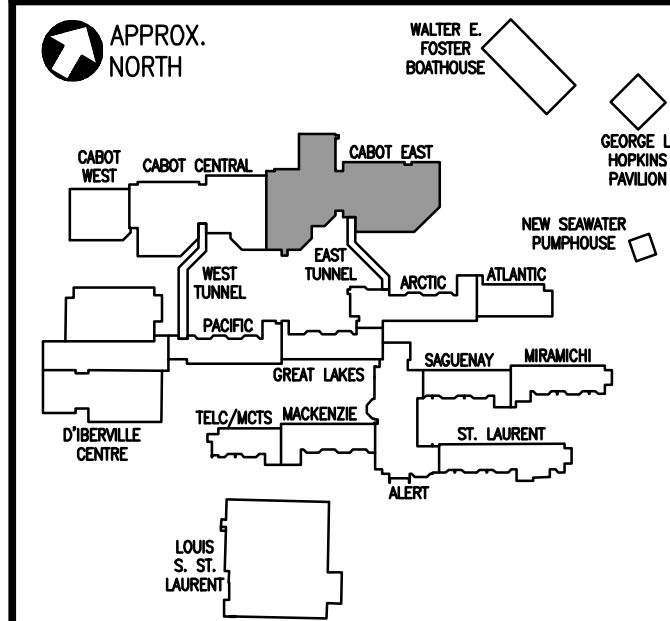 APPROX.
NORTH
WALTER E.
FOSTER
BOATHOUSE
GEORGE L
HOPKINS
PAVILION
CABOT
WEST
CABOT CENTRAL
CABOT EAST
NEW SEAWATER
PUMPHOUSE
WEST
TUNNEL
EAST
TUNNEL
ARCTIC
ATLANTIC
PACIFIC
GREAT LAKES
SAGUENAY
MIRAMICHI
D'IBERVILLE
CENTRE
TELC/MCTS
MACKENZIE
ST. LAURENT
ALERT
LOUIS
S. ST.
LAURENT